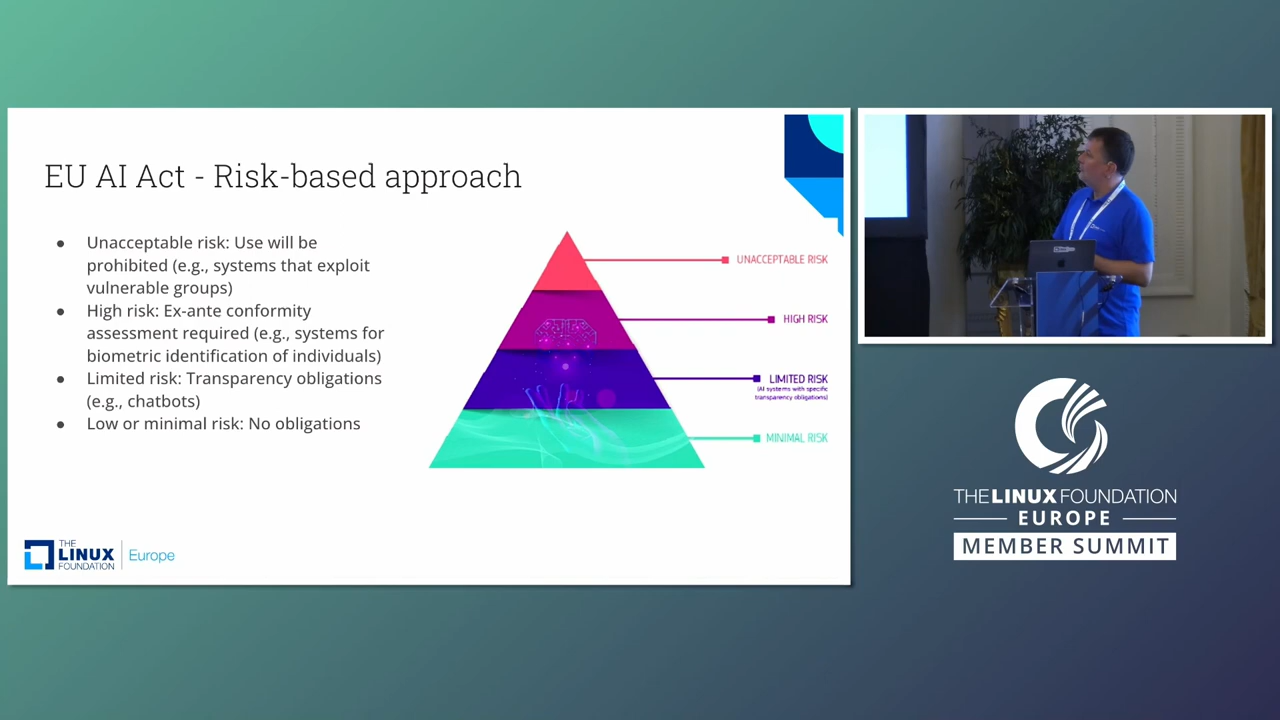 EU AI Act - Risk-based approach
● Unacceptable risk: Use will be
prohibited (e.g., systems that exploit
vulnerable groups)
● High risk: Ex-ante conformity
assessment required (e.g., systems for
biometric identification of individuals)
● Limited risk: Transparency obligations
(e.g., chatbots)
● Low or minimal risk: No obligations
UNACCEPTABLE RISK
HIGH RISK
LIMITED RISK
(AI systems with specific
transparency obligations)
MINIMAL RISK
THE
LINUX
FOUNDATION
Europe
THE LINUX FOUNDATION
EUROPE
MEMBER SUMMIT